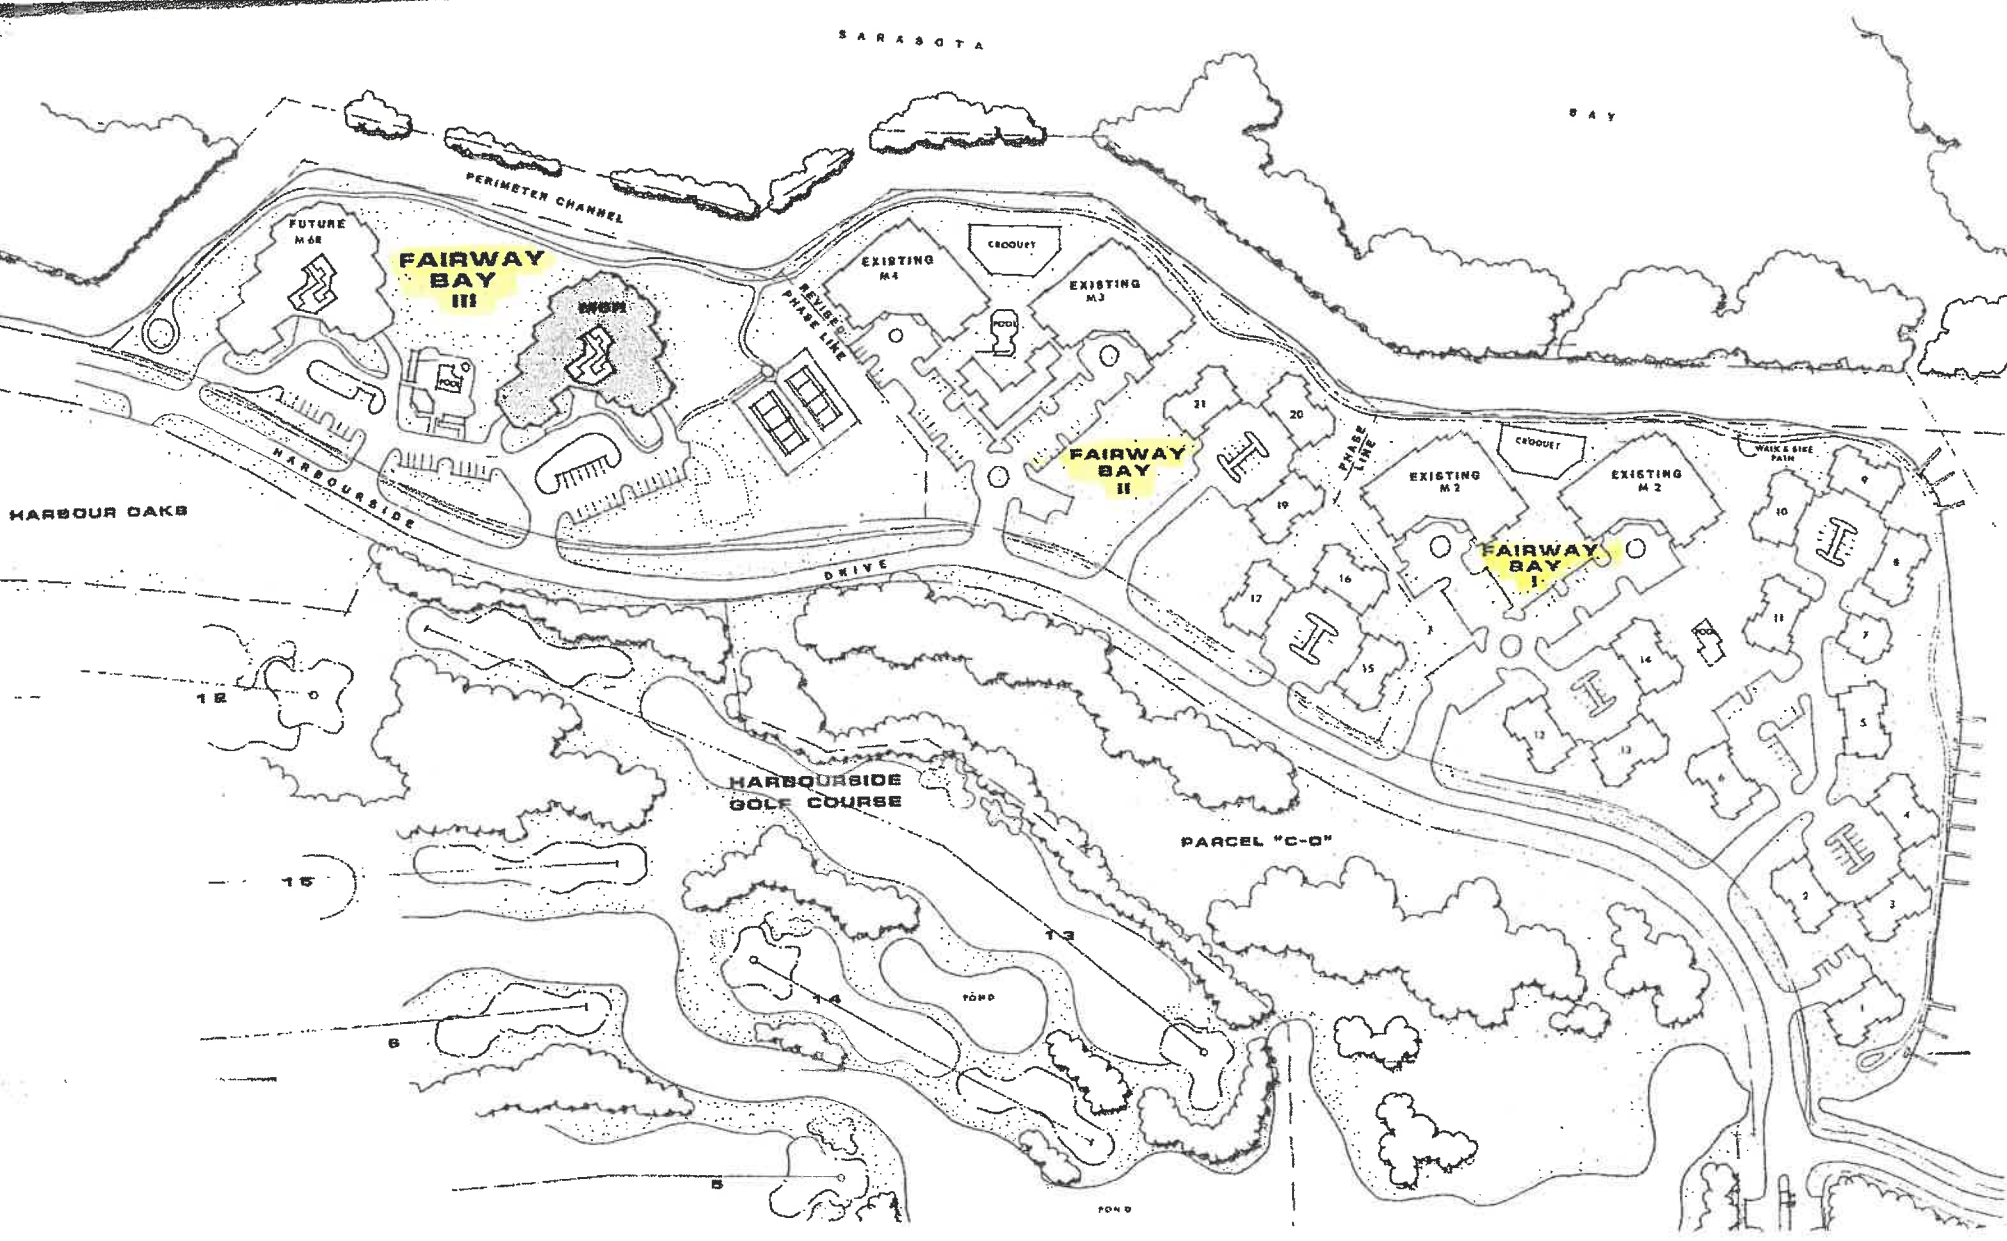 SARASOTA
BAY
PERIMETER CHANNEL
FUTURE
M6R
FAIRWAY
BAY
III
REVISED
PHASE LINE
EXISTING
M4
CROQUET
EXISTING
M3
POOL
POOL
21
20
19
FAIRWAY
BAY
II
PHASE
LINE
CROQUET
WALK & BIKE
PATH
EXISTING
M2
EXISTING
M2
FAIRWAY
BAY
I
9
10
8
11
7
POOL
16
17
15
14
12
13
5
6
4
2
3
1
HARBOURSIDE
DRIVE
HARBOUR OAKS
12
HARBOURSIDE
GOLF COURSE
PARCEL "C-D"
15
13
14
POND
6
5
POND